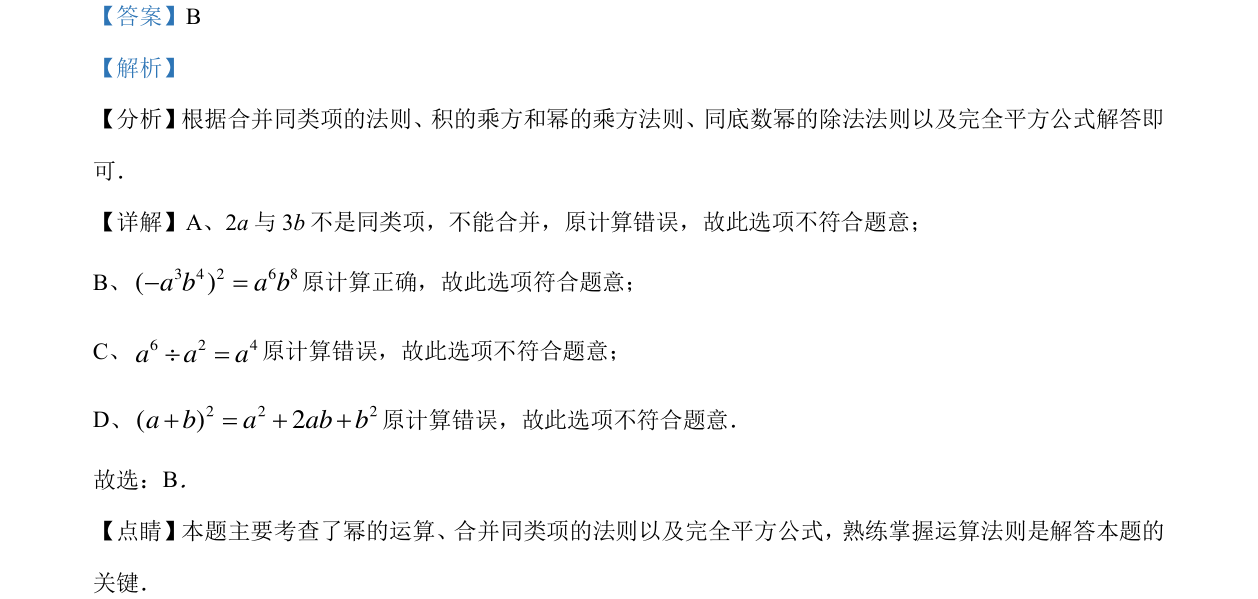 【答案】B
【解析】
【分析】根据合并同类项的法则、积的乘方和幂的乘方法则、同底数幂的除法法则以及完全平方公式解答即
可．
【详解】A、2a 与 3b 不是同类项，不能合并，原计算错误，故此选项不符合题意；
B、(−a³b⁴)² = a⁶b⁸ 原计算正确，故此选项符合题意；
C、a⁶ ÷ a² = a⁴ 原计算错误，故此选项不符合题意；
D、(a+b)² = a² + 2ab + b² 原计算错误，故此选项不符合题意．
故选：B．
【点睛】本题主要考查了幂的运算、合并同类项的法则以及完全平方公式，熟练掌握运算法则是解答本题的
关键．